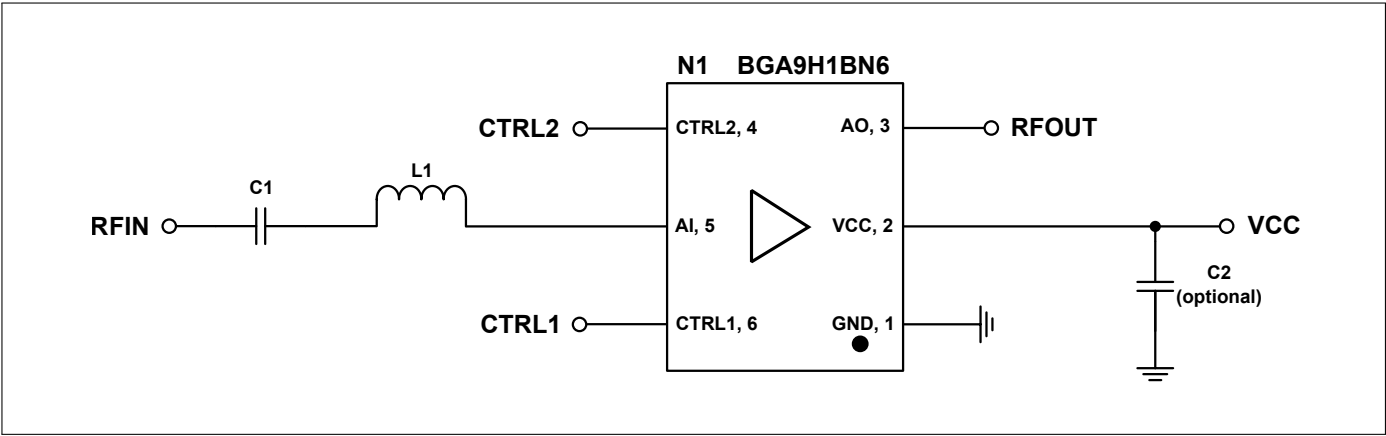 N1 BGA9H1BN6
CTRL2
CTRL2, 4
AO, 3
RFOUT
C1
L1
RFIN
AI, 5
VCC, 2
VCC
C2
(optional)
CTRL1
CTRL1, 6
GND, 1